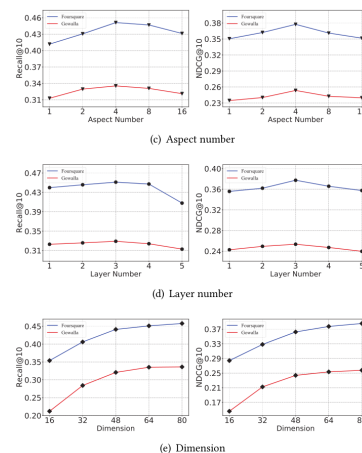 0.46
0.43
0.40
0.37
0.34
0.31
Recall@10
Foursquare
Gowalla
1 2 4 8 16
Aspect Number
0.38
0.35
0.32
0.29
0.26
0.23
NDCG@10
Foursquare
Gowalla
1 2 4 8 1
Aspect Number
(c) Aspect number
0.47
0.43
0.39
0.35
0.31
Recall@10
Foursquare
Gowalla
1 2 3 4 5
Layer Number
0.40
0.36
0.32
0.28
0.24
NDCG@10
Foursquare
Gowalla
1 2 3 4 5
Layer Number
(d) Layer number
0.45
0.40
0.35
0.30
0.25
0.20
Recall@10
Foursquare
Gowalla
16 32 48 64 80
Dimension
0.37
0.33
0.29
0.25
0.21
0.17
NDCG@10
Foursquare
Gowalla
16 32 48 64 8
Dimension
(e) Dimension